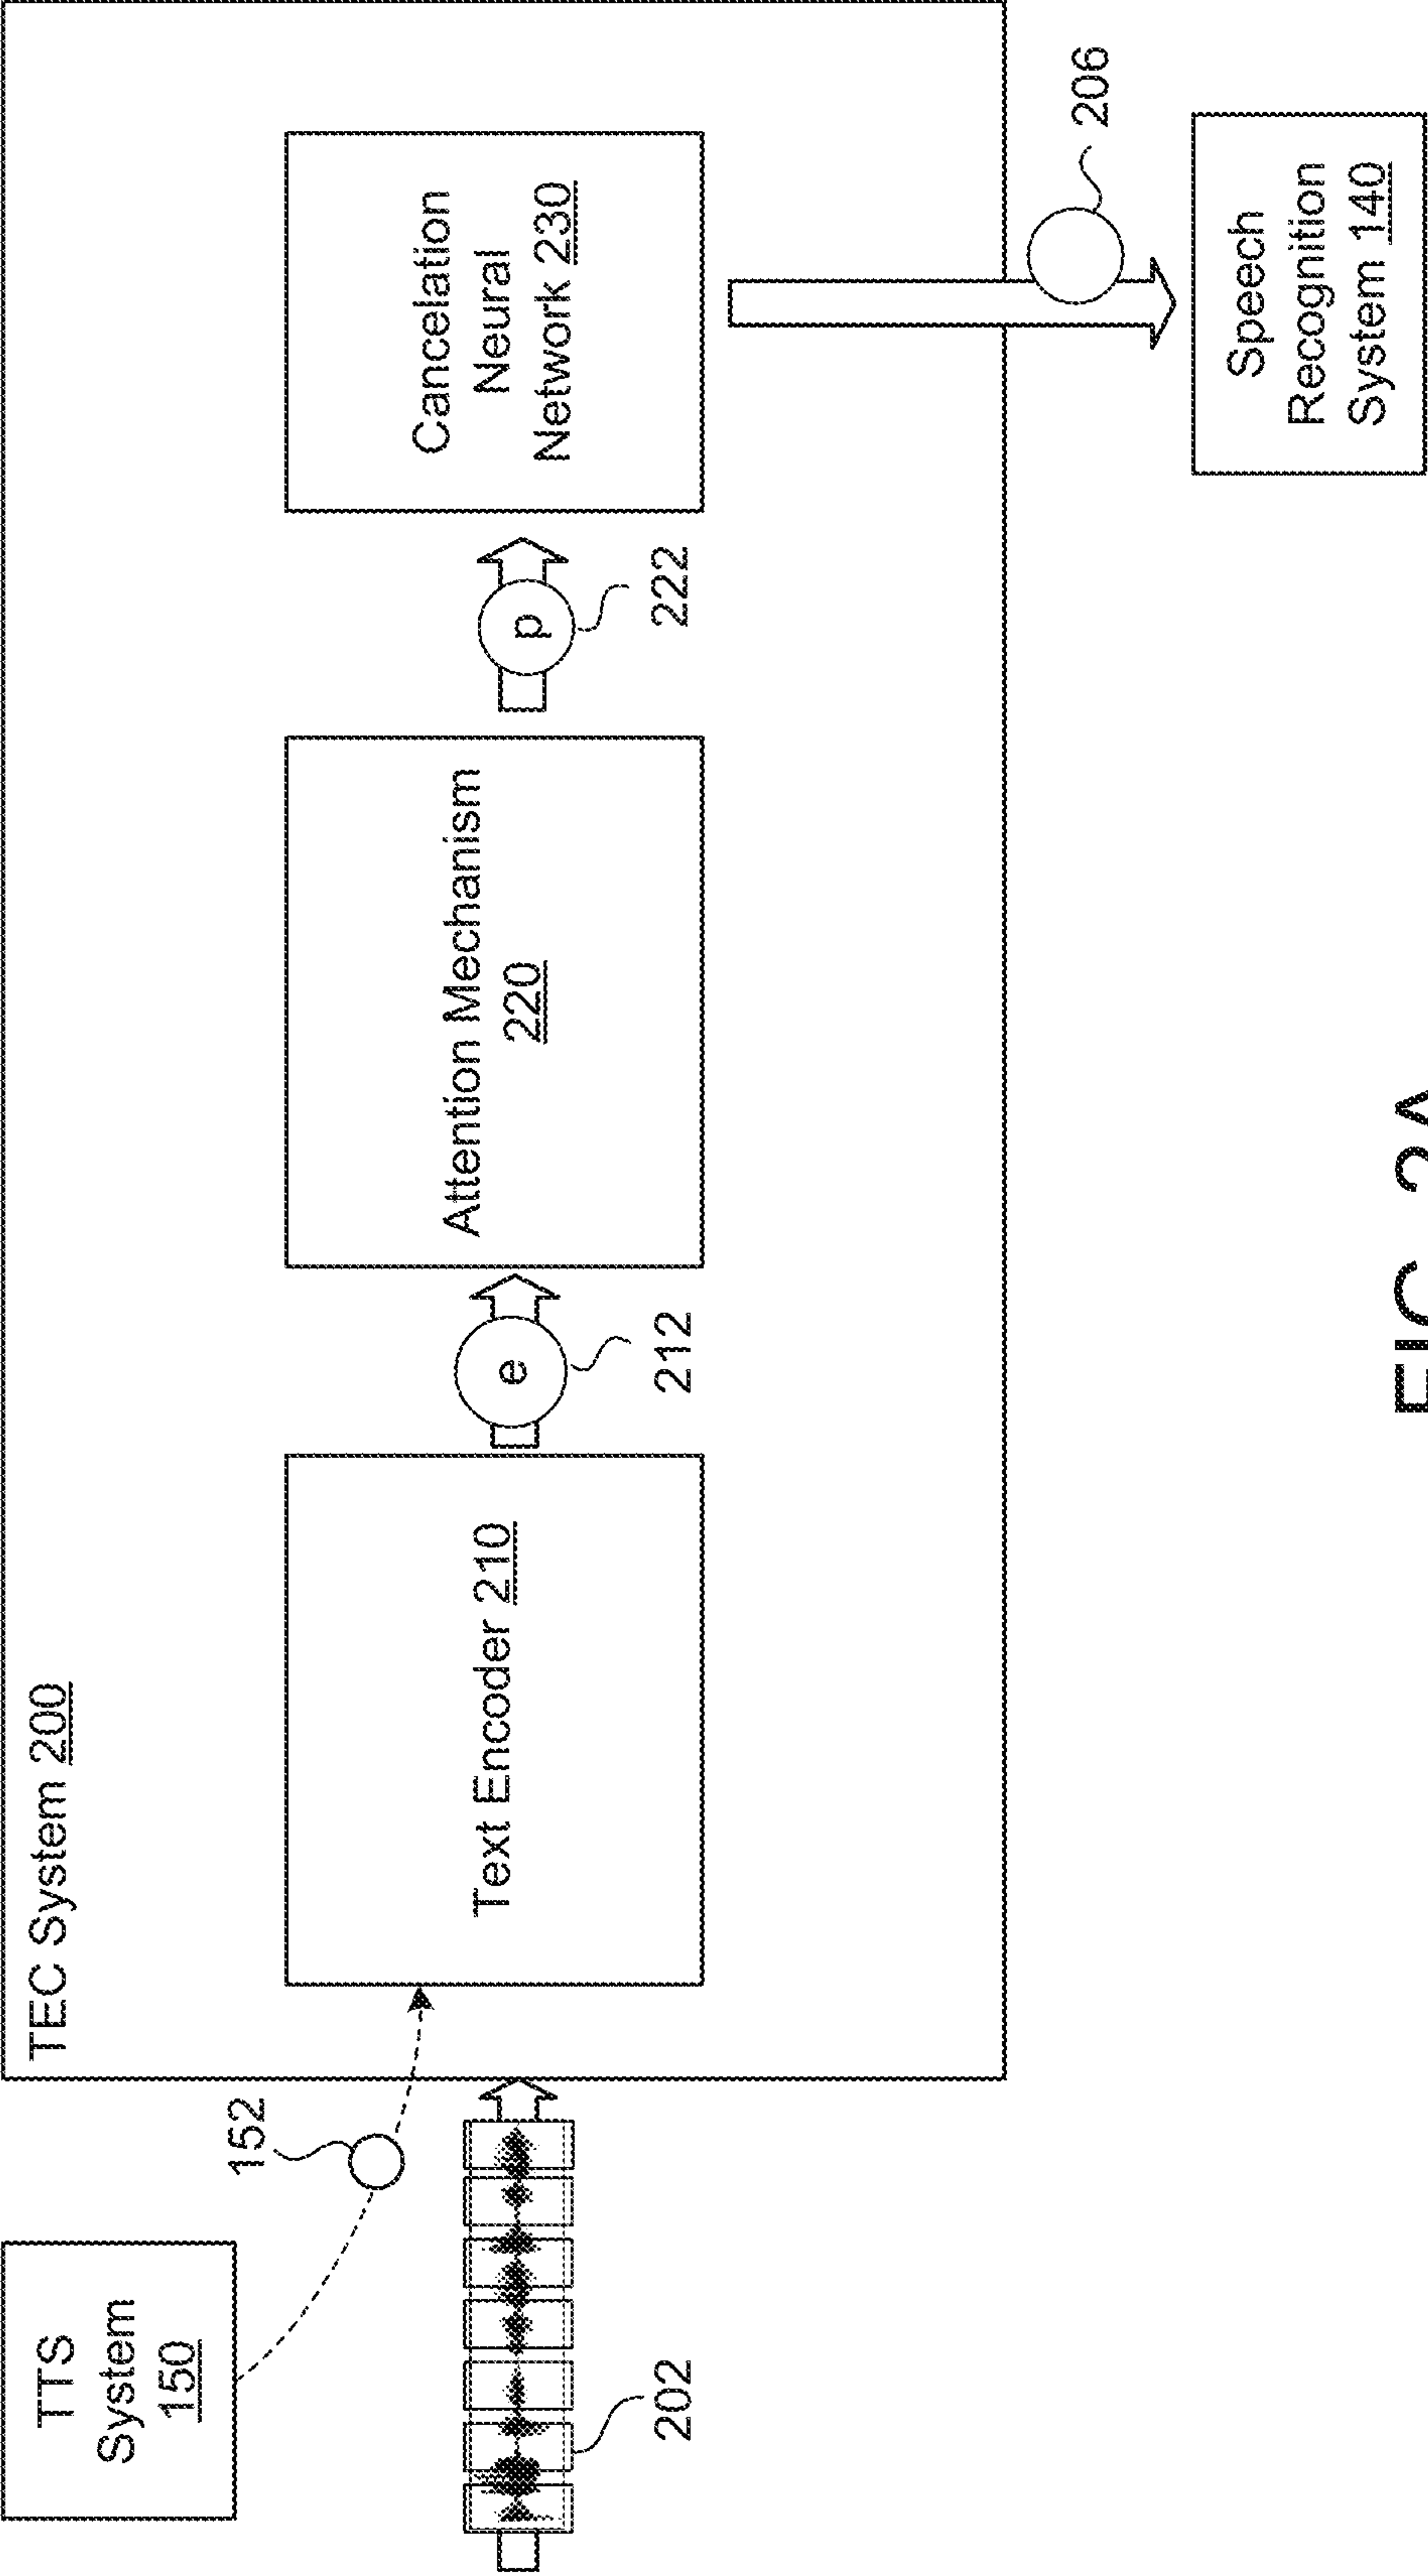 TTS
System
150
152
202
TEC System 200
Text Encoder 210
e
212
Attention Mechanism
220
p
222
Cancelation
Neural
Network 230
206
Speech
Recognition
System 140